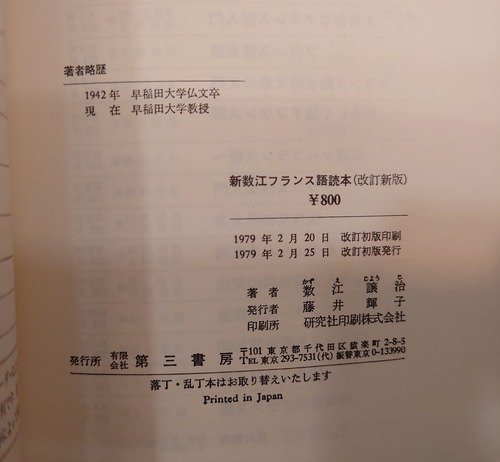 著者略歴
1942年 早稲田大学仏文卒
現 在 早稲田大学教授
新数江フランス語読本(改訂新版)
¥800
1979 年 2 月 20 日 改訂初版印刷
1979 年 2 月 25 日 改訂初版発行
著 者 数 江 譲 治
発行者 藤 井 輝 子
印刷所 研究社印刷株式会社
発行所 有限会社 第 三 書 房 〒101 東京都千代田区猿楽町 2-8-5
TEL 東京 293-7531(代) 振替東京 0-133990
落丁・乱丁本はお取り替えいたします
Printed in Japan